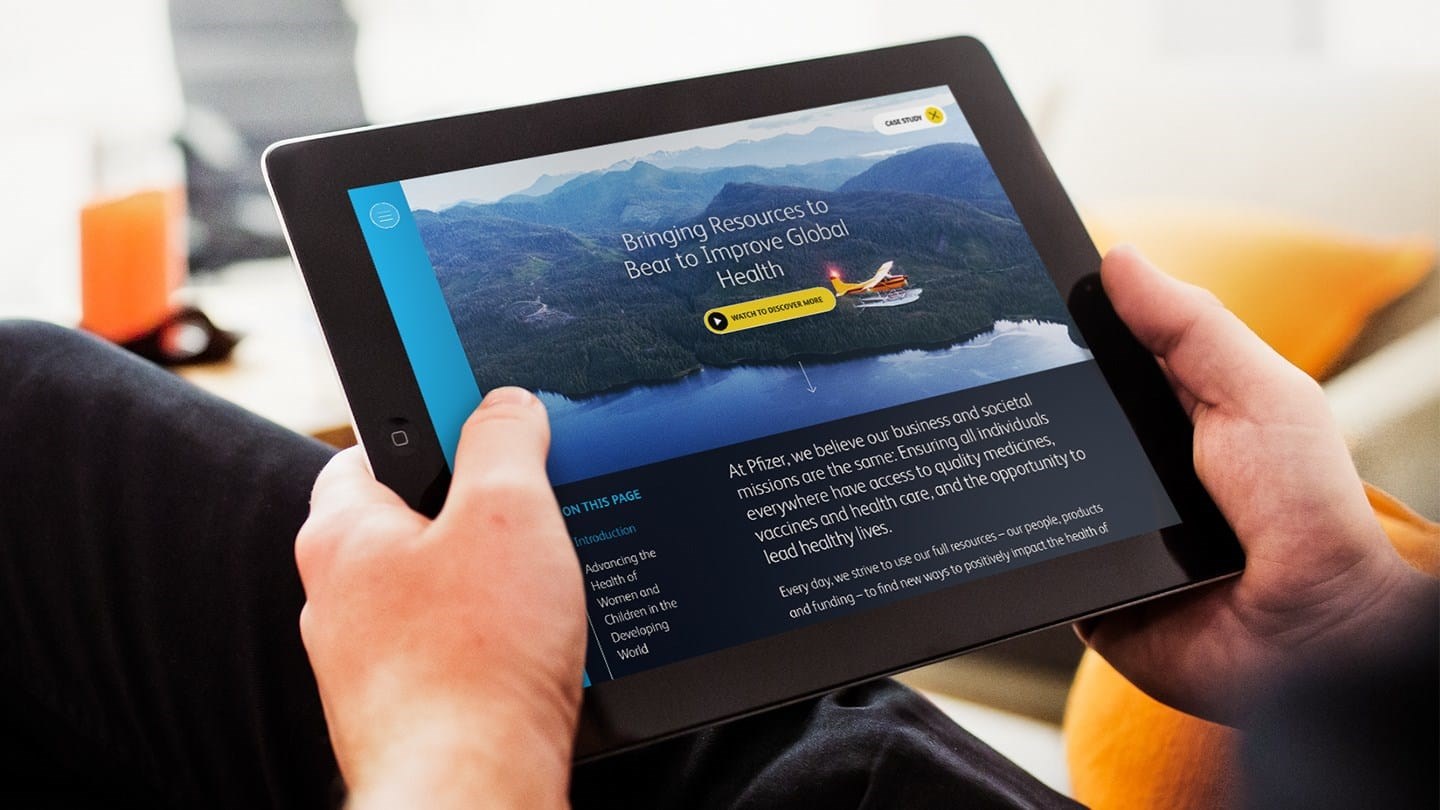 CASE STUDY
Bringing Resources to
Bear to Improve Global
Health
WATCH TO DISCOVER MORE
ON THIS PAGE
Introduction
Advancing the
Health of
Women and
Children in the
Developing
World
At Pfizer, we believe our business and societal
missions are the same: Ensuring all individuals
everywhere have access to quality medicines,
vaccines and health care, and the opportunity to
lead healthy lives.
Every day, we strive to use our full resources – our people, products
and funding – to find new ways to positively impact the health of